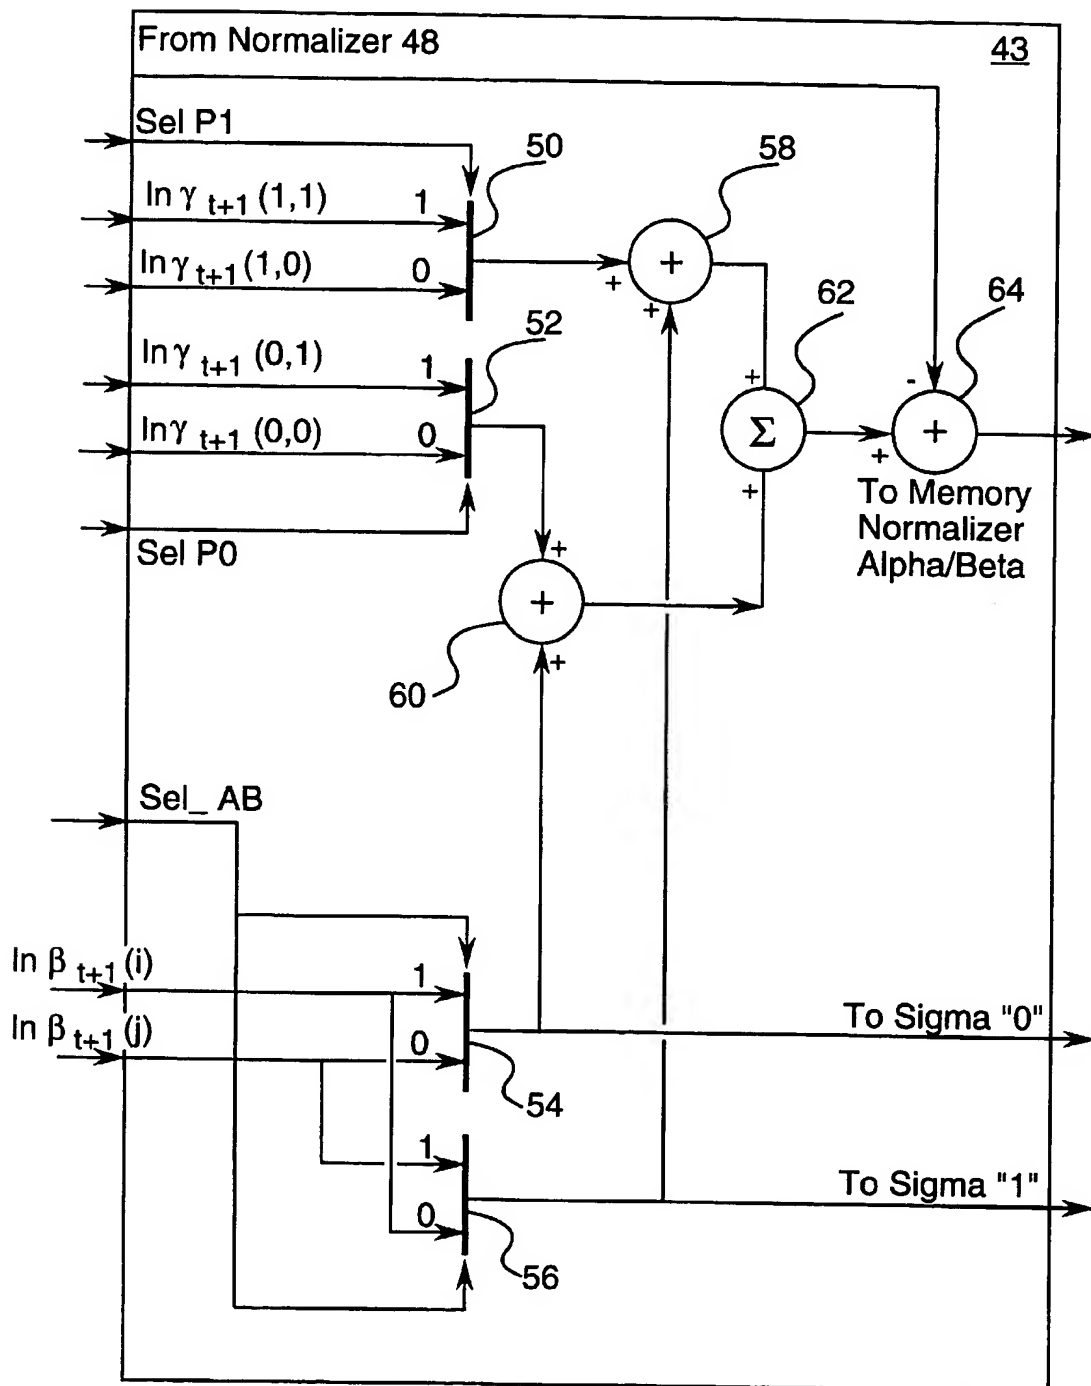 From Normalizer 48
43
Sel P1
50
58
ln γ t+1 (1,1)
1
+
ln γ t+1 (1,0)
0
+
+
62
64
52
ln γ t+1 (0,1)
1
+
-
ln γ t+1 (0,0)
0
Σ
+
+
+
To Memory
Normalizer
Alpha/Beta
Sel P0
+
+
+
60
Sel_ AB
ln β t+1 (i)
1
To Sigma "0"
ln β t+1 (j)
0
54
1
To Sigma "1"
0
56